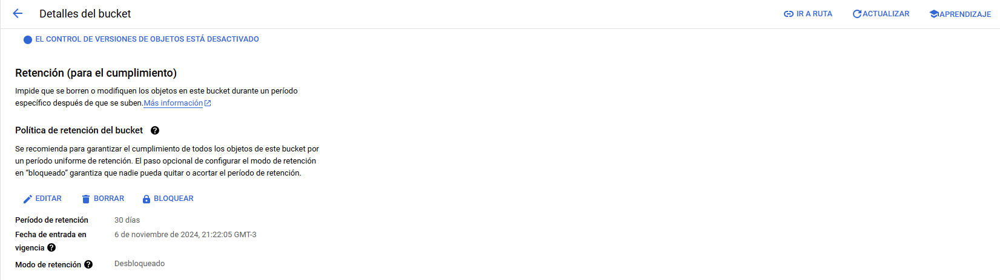 Detalles del bucket
IR A RUTA
ACTUALIZAR
APRENDIZAJE
EL CONTROL DE VERSIONES DE OBJETOS ESTÁ DESACTIVADO
Retención (para el cumplimiento)
Impide que se borren o modifiquen los objetos en este bucket durante un período
específico después de que se suben.Más información
Política de retención del bucket
Se recomienda para garantizar el cumplimiento de todos los objetos de este bucket por
un período uniforme de retención. El paso opcional de configurar el modo de retención
en “bloqueado” garantiza que nadie pueda quitar o acortar el período de retención.
EDITAR
BORRAR
BLOQUEAR
Período de retención 30 días
Fecha de entrada en 6 de noviembre de 2024, 21:22:05 GMT-3
vigencia
Modo de retención Desbloqueado